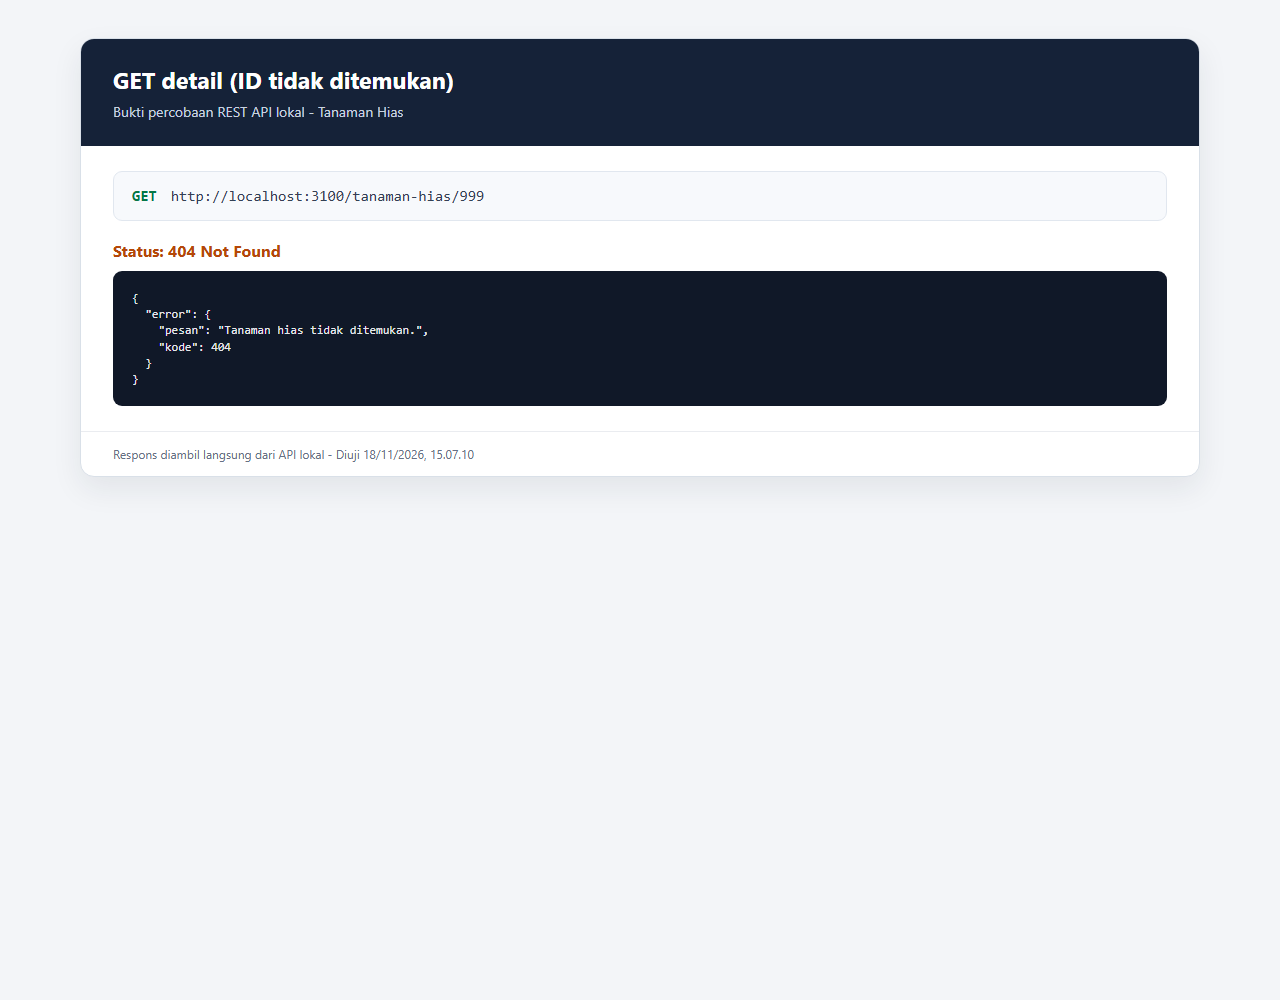 GET detail (ID tidak ditemukan)
Bukti percobaan REST API lokal - Tanaman Hias
GET http://localhost:3100/tanaman-hias/999
Status: 404 Not Found
{
  "error": {
    "pesan": "Tanaman hias tidak ditemukan.",
    "kode": 404
  }
}
Respons diambil langsung dari API lokal - Diuji 18/11/2026, 15.07.10